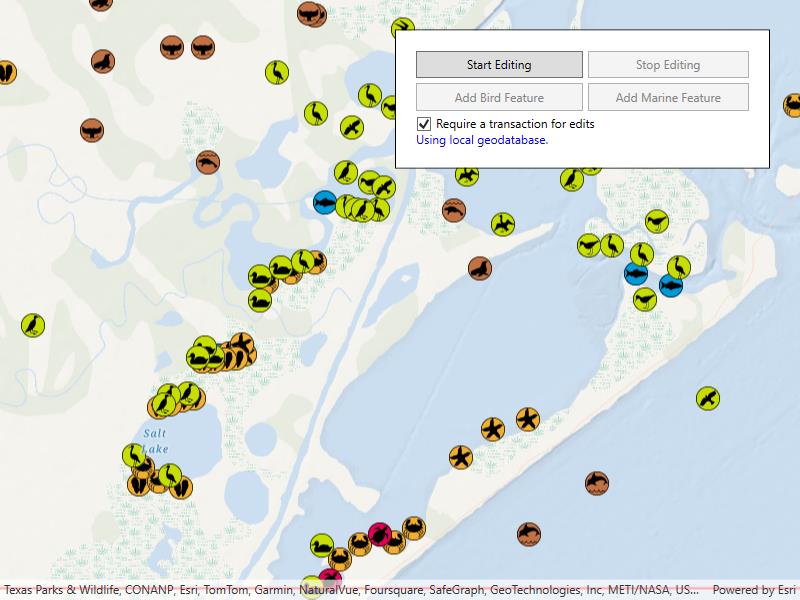 Start Editing
Stop Editing
Add Bird Feature
Add Marine Feature
Require a transaction for edits
Using local geodatabase.
Salt
Lake
Texas Parks & Wildlife, CONANP, Esri, TomTom, Garmin, NaturalVue, Foursquare, SafeGraph, GeoTechnologies, Inc, METI/NASA, US... Powered by Esri